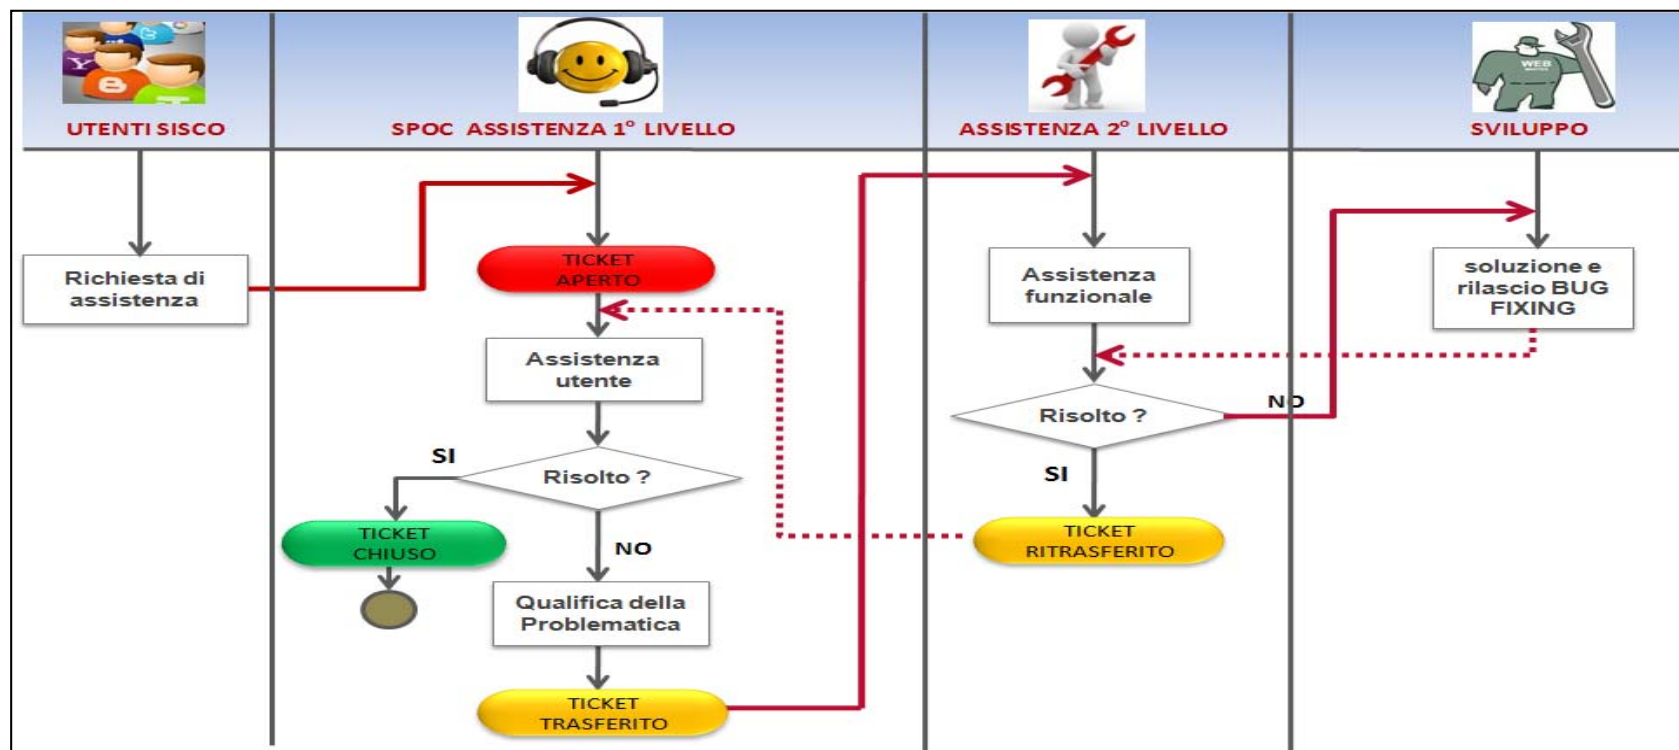 UTENTI SISCO
SPOC ASSISTENZA 1° LIVELLO
ASSISTENZA 2° LIVELLO
WEB
SVILUPPO
Richiesta di
assistenza
TICKET
APERTO
Assistenza
utente
Risolto ?
SI
TICKET
CHIUSO
NO
Qualifica della
Problematica
TICKET
TRASFERITO
Assistenza
funzionale
Risolto ?
NO
SI
TICKET
RITRASFERITO
soluzione e
rilascio BUG
FIXING